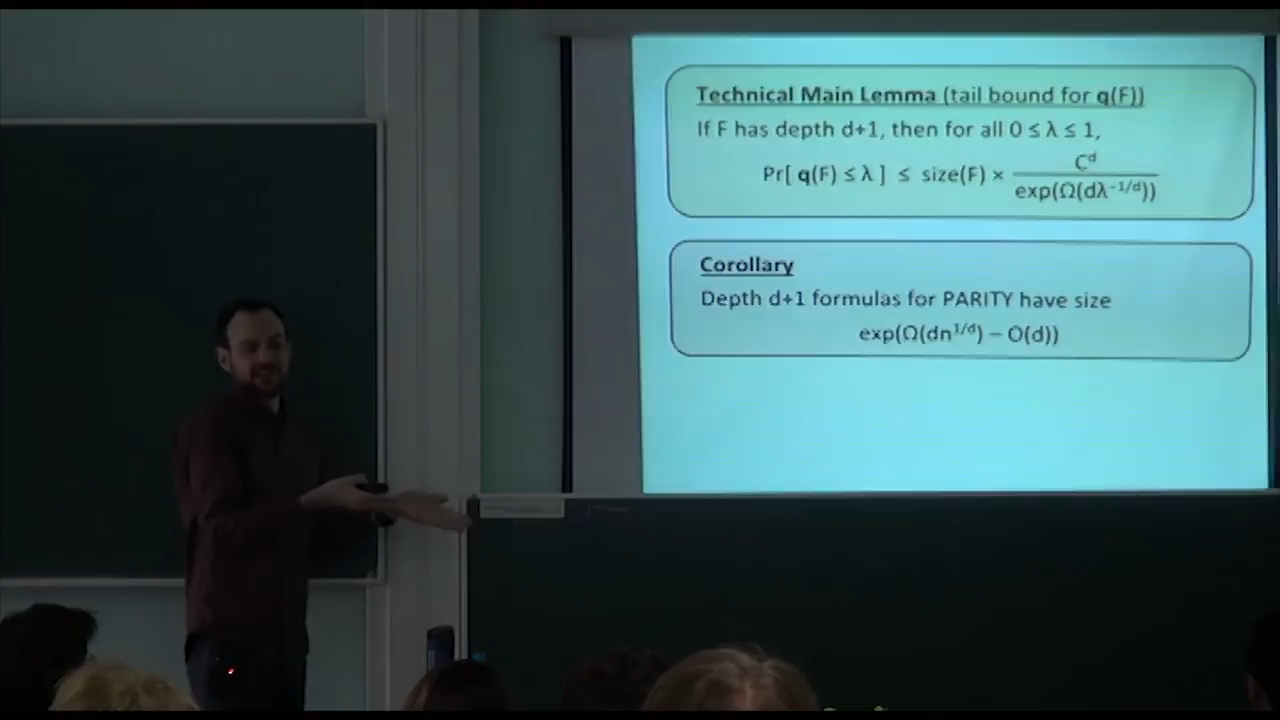 Technical Main Lemma (tail bound for q(F))
If F has depth d+1, then for all 0 ≤ λ ≤ 1,
Pr[ q(F) ≤ λ ] ≤ size(F) × C^d / exp(Ω(dλ^-1/d))
Corollary
Depth d+1 formulas for PARITY have size
exp(Ω(dn^1/d) – O(d))